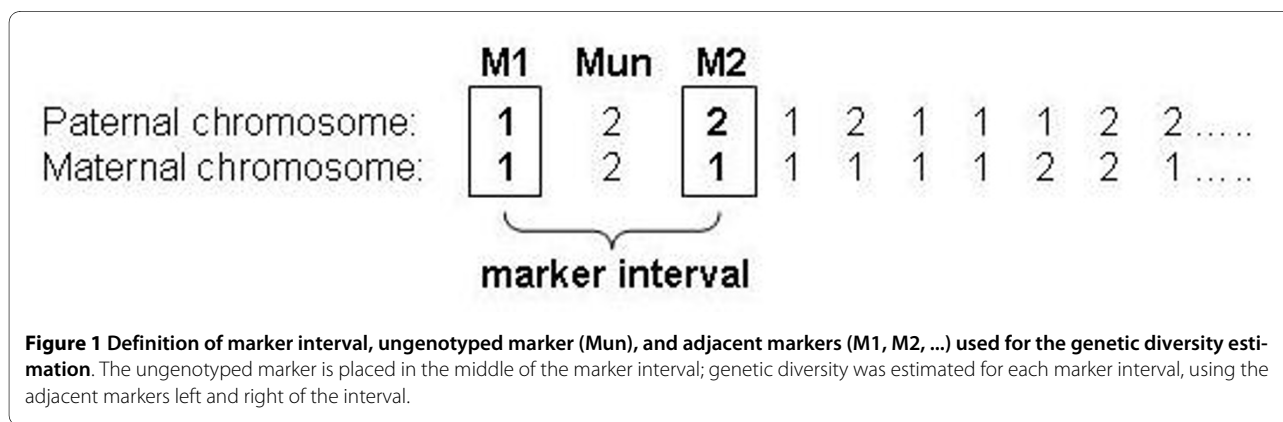 M1 Mun M2
Paternal chromosome: 1 2 2 1 2 1 1 1 2 2 .....
Maternal chromosome: 1 2 1 1 1 1 1 2 2 1 .....
marker interval
Figure 1 Definition of marker interval, ungenotyped marker (Mun), and adjacent markers (M1, M2, ...) used for the genetic diversity esti-
mation. The ungenotyped marker is placed in the middle of the marker interval; genetic diversity was estimated for each marker interval, using the
adjacent markers left and right of the interval.